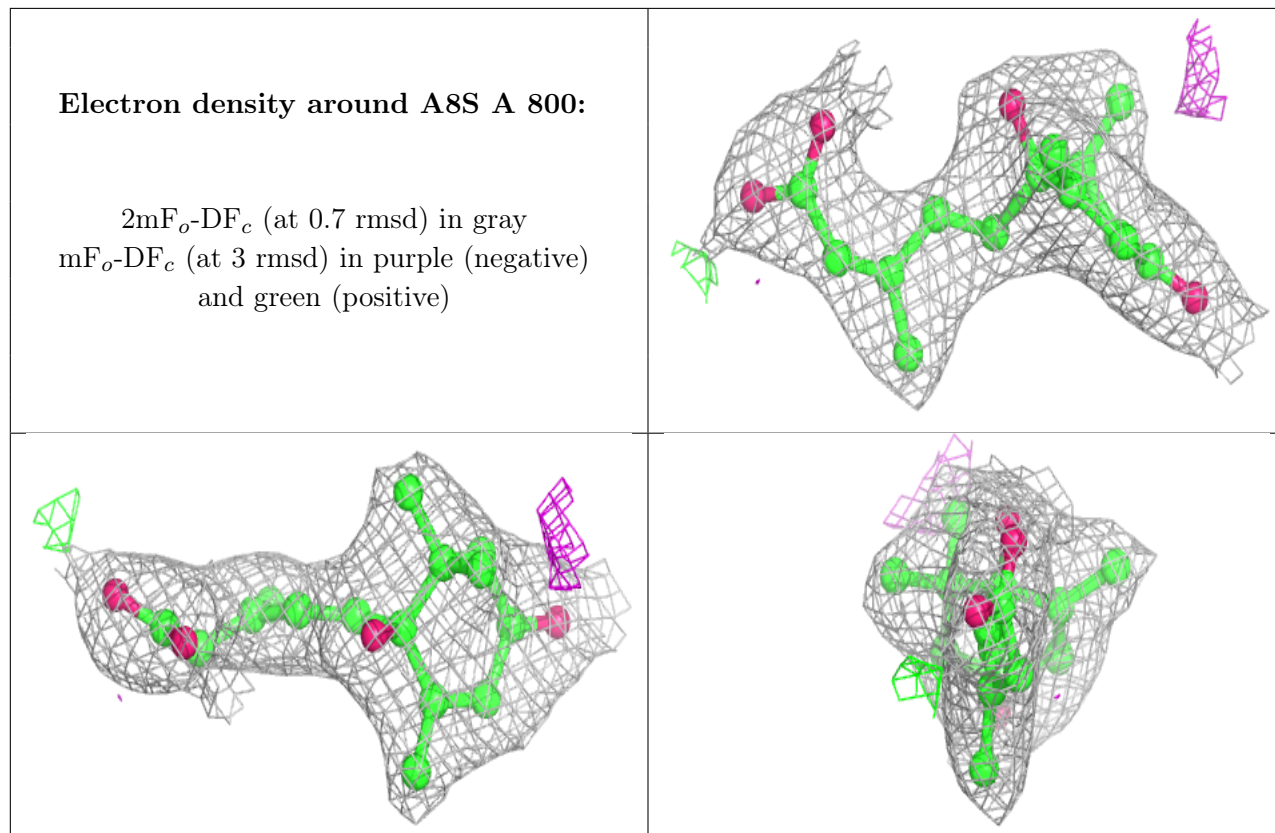 Electron density around A8S A 800:
2mFo-DFc (at 0.7 rmsd) in gray
mFo-DFc (at 3 rmsd) in purple (negative)
and green (positive)